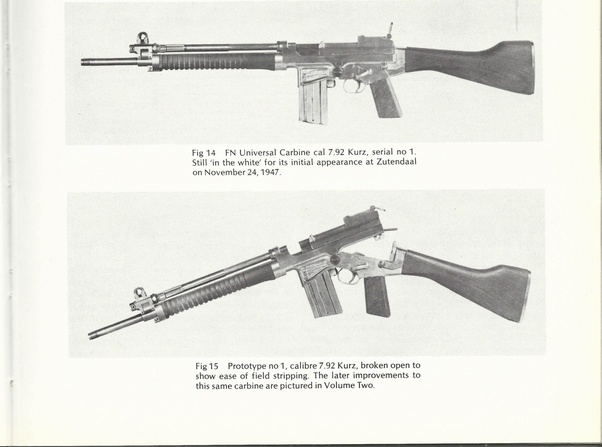 Fig 14 FN Universal Carbine cal 7.92 Kurz, serial no 1.
Still 'in the white' for its initial appearance at Zutendaal
on November 24, 1947.
Fig 15 Prototype no 1, calibre 7.92 Kurz, broken open to
show ease of field stripping. The later improvements to
this same carbine are pictured in Volume Two.